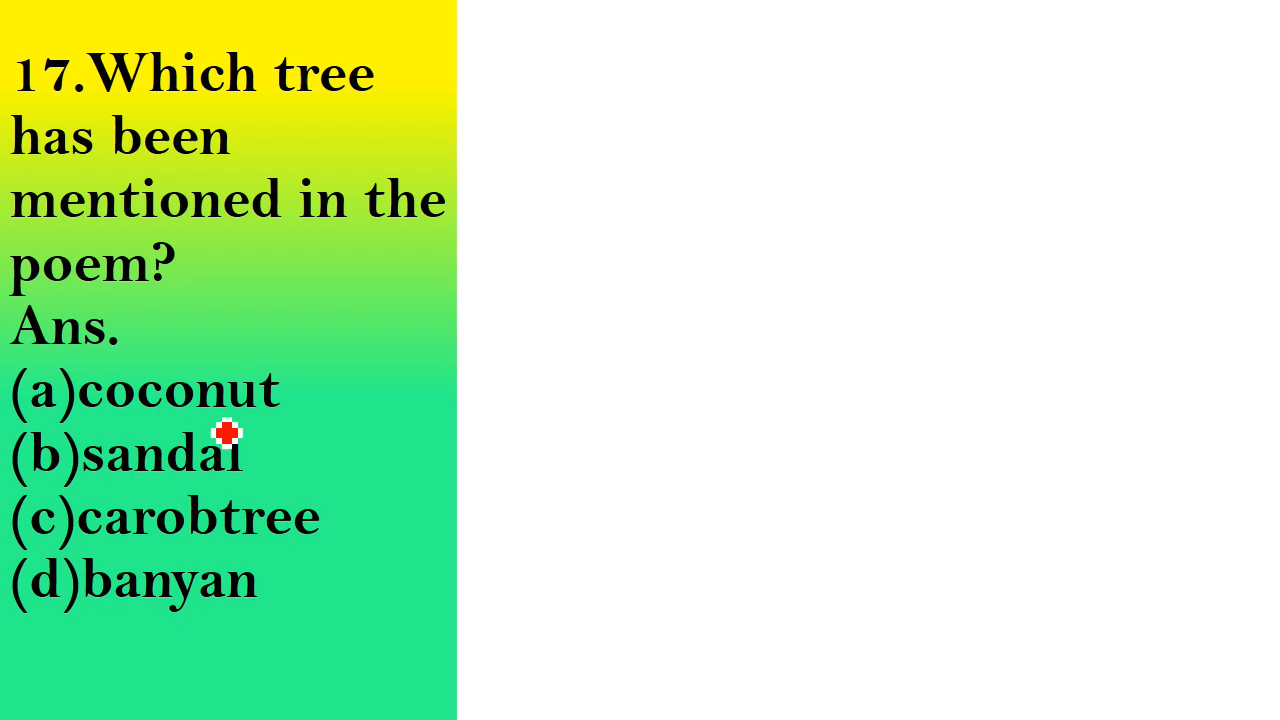 17.Which tree
has been
mentioned in the
poem?
Ans.
(a)coconut
(b)sandal
(c)carobtree
(d)banyan